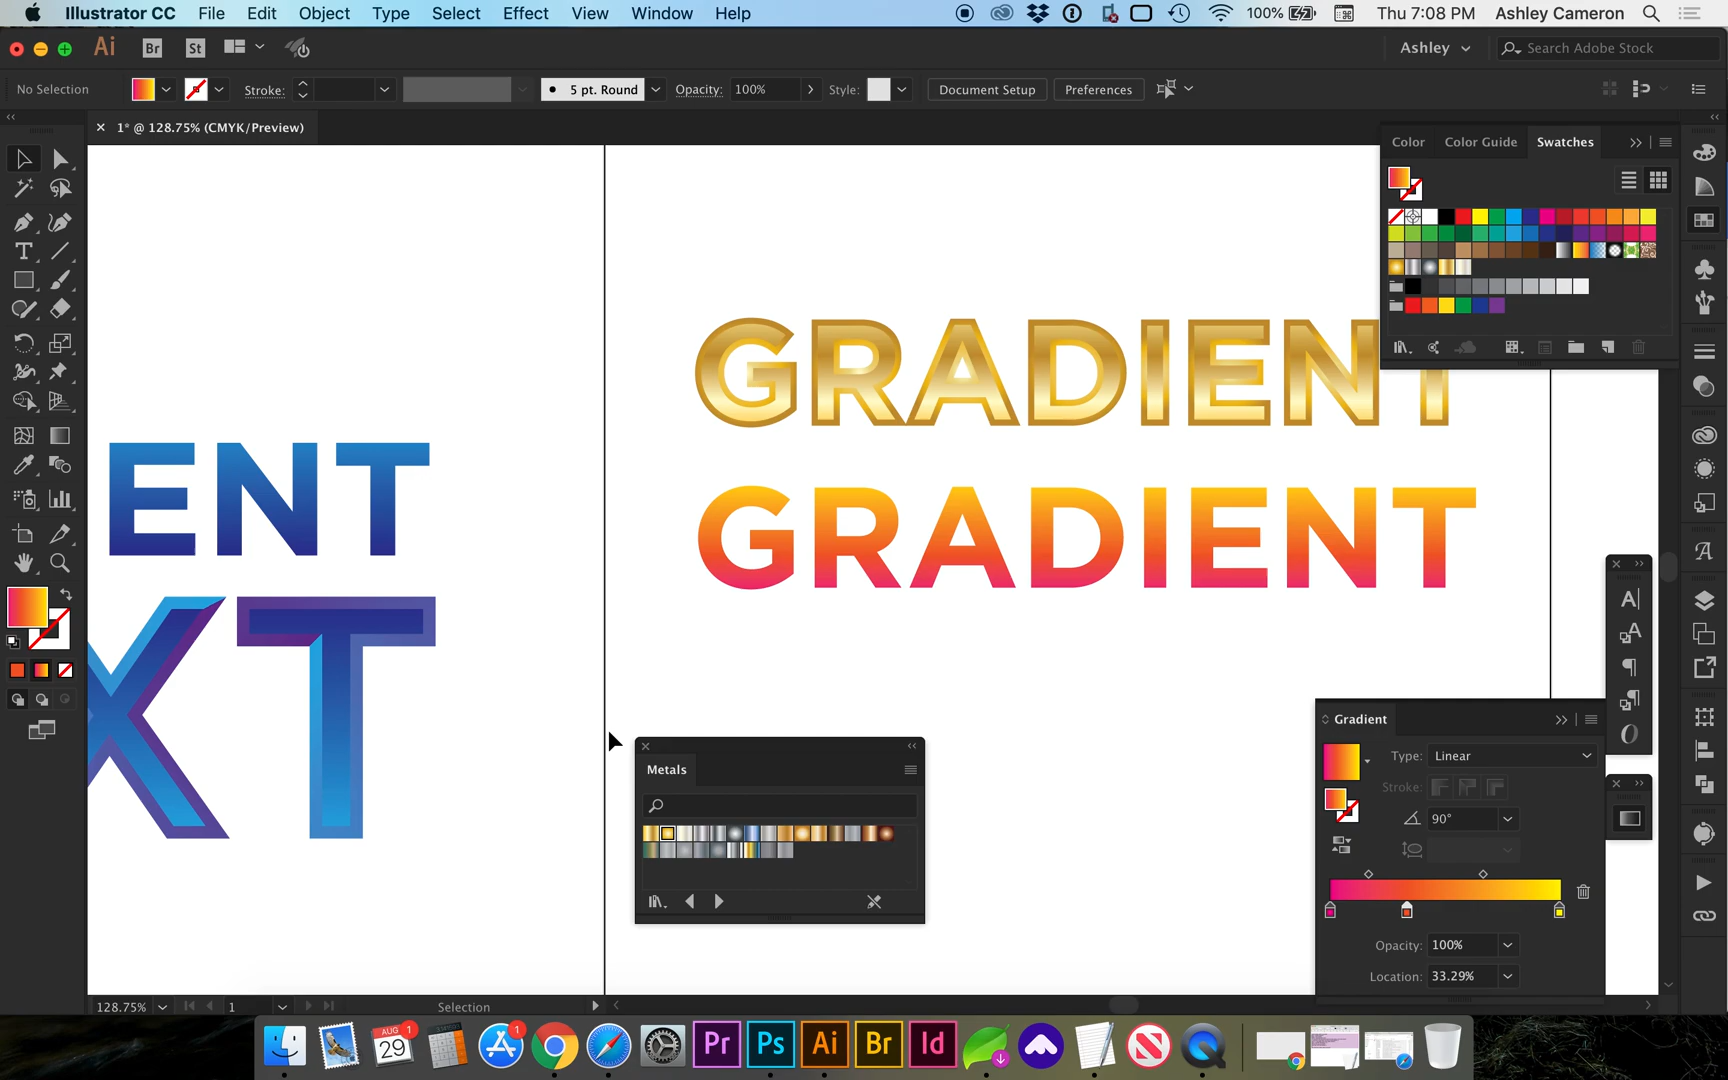 Illustrator CC File Edit Object Type Select Effect View Window Help 100% Thu 7:08 PM Ashley Cameron
Ai Br St Ashley Search Adobe Stock
No Selection Stroke: 5 pt. Round Opacity: 100% Style: Document Setup Preferences
1* @ 128.75% (CMYK/Preview)
Color Color Guide Swatches
GRADIENT
ENT
GRADIENT
XT
Gradient
Type: Linear
Stroke:
90°
Metals
Opacity: 100%
Location: 33.29%
128.75% 1 Selection
AUG 29 1 1 Pr Ps Ai Br Id